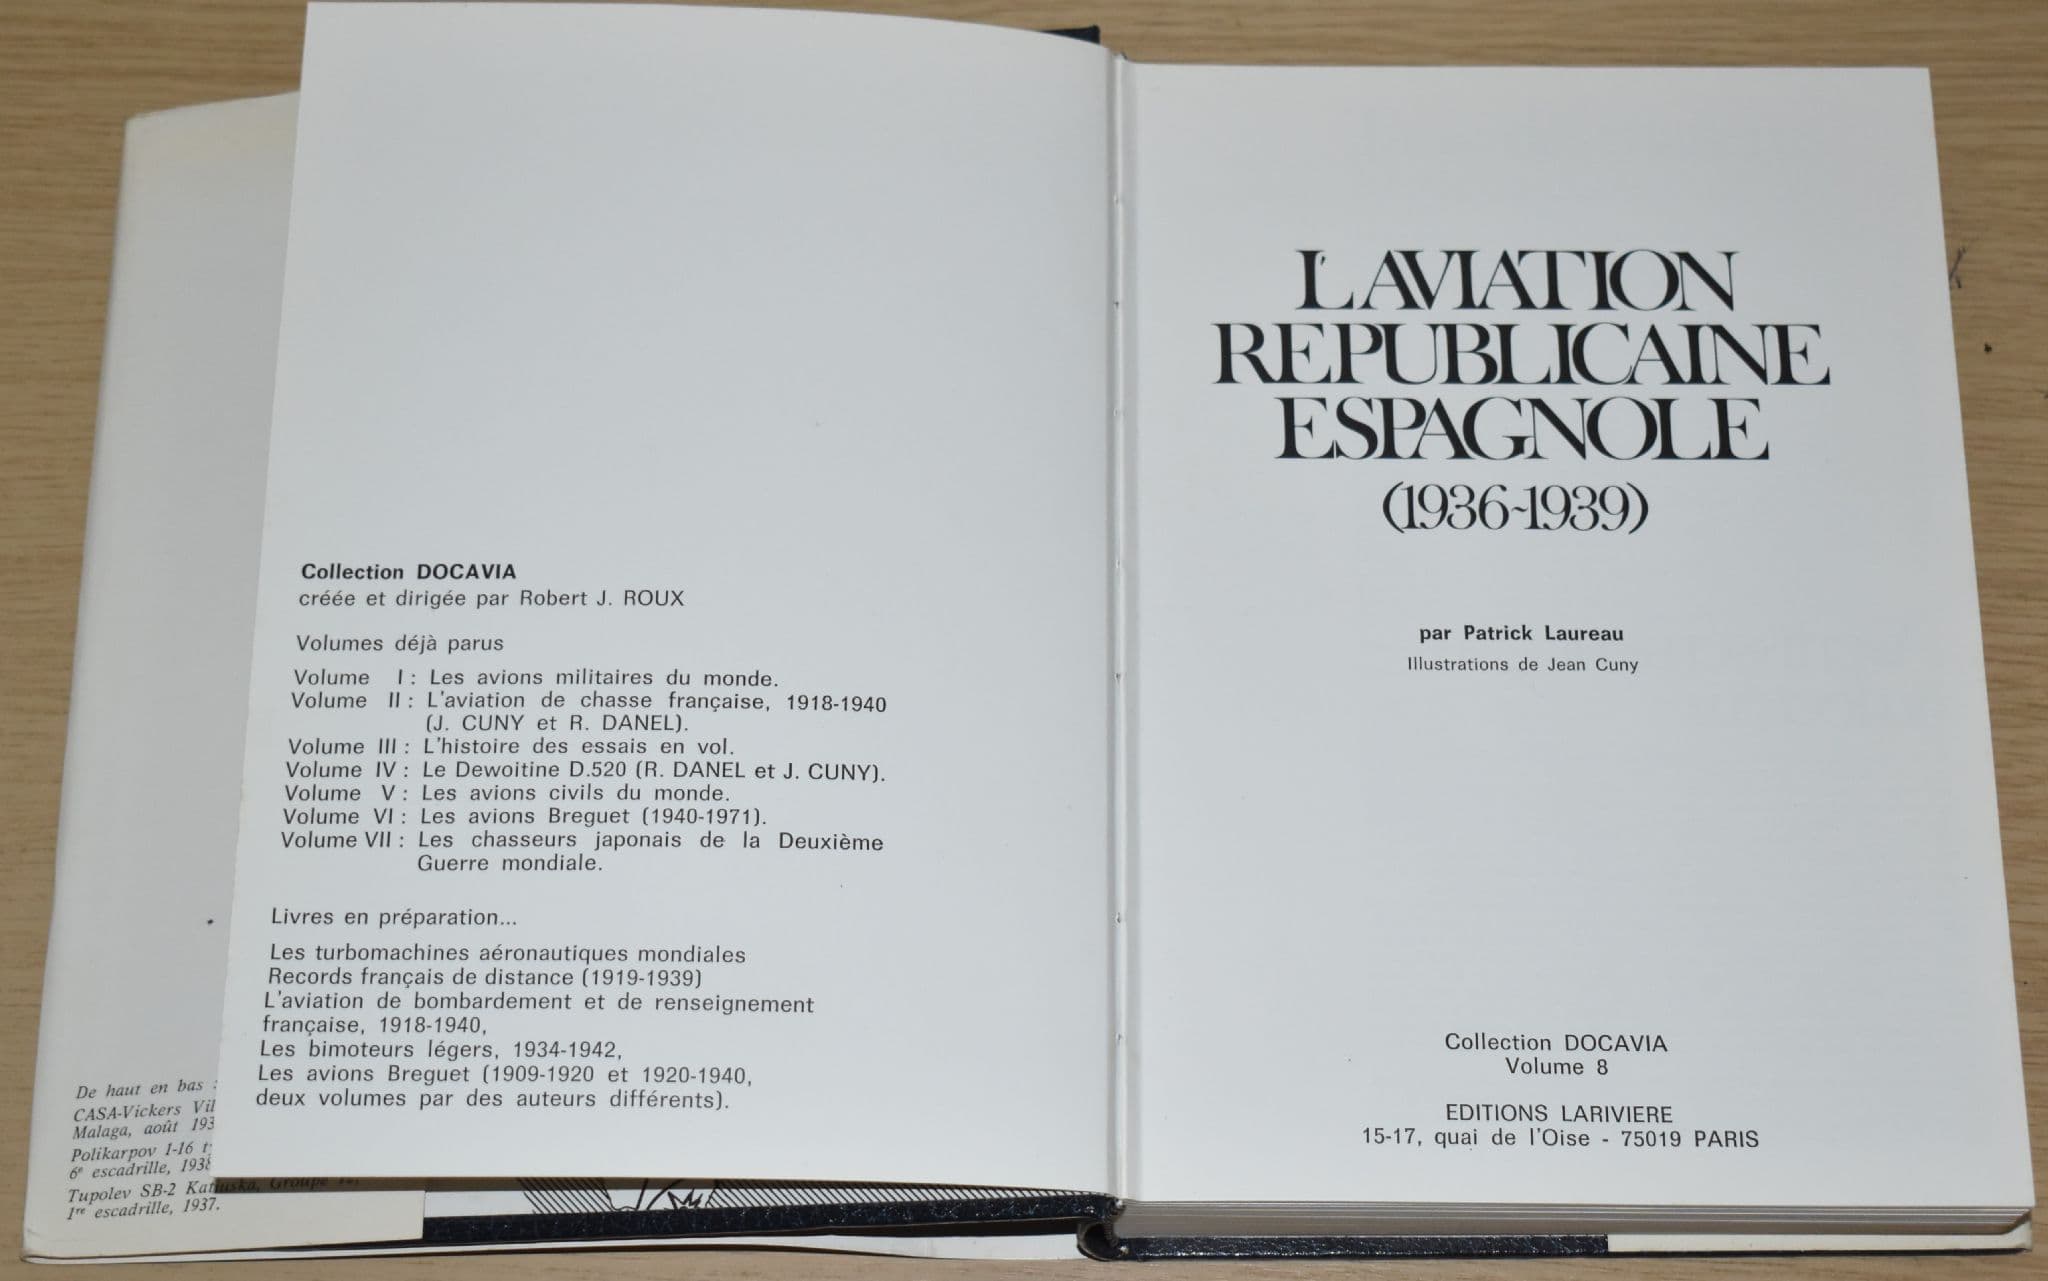 Collection DOCAVIA
créée et dirigée par Robert J. ROUX
Volumes déjà parus
Volume I : Les avions militaires du monde.
Volume II : L'aviation de chasse française, 1918-1940
(J. CUNY et R. DANEL).
Volume III : L'histoire des essais en vol.
Volume IV : Le Dewoitine D.520 (R. DANEL et J. CUNY).
Volume V : Les avions civils du monde.
Volume VI : Les avions Breguet (1940-1971).
Volume VII : Les chasseurs japonais de la Deuxième
Guerre mondiale.
Livres en préparation...
Les turbomachines aéronautiques mondiales
Records français de distance (1919-1939)
L'aviation de bombardement et de renseignement
française, 1918-1940,
Les bimoteurs légers, 1934-1942,
Les avions Breguet (1909-1920 et 1920-1940,
deux volumes par des auteurs différents).
De haut en bas :
CASA-Vickers
Malaga, août
Polikarpov I-16
6e escadrille, 1938
Tupolev SB-2 Katiuska, Groupe
1re escadrille, 1937.
L'AVIATION
REPUBLICAINE
ESPAGNOLE
(1936-1939)
par Patrick Laureau
Illustrations de Jean Cuny
Collection DOCAVIA
Volume 8
EDITIONS LARIVIERE
15-17, quai de l'Oise - 75019 PARIS